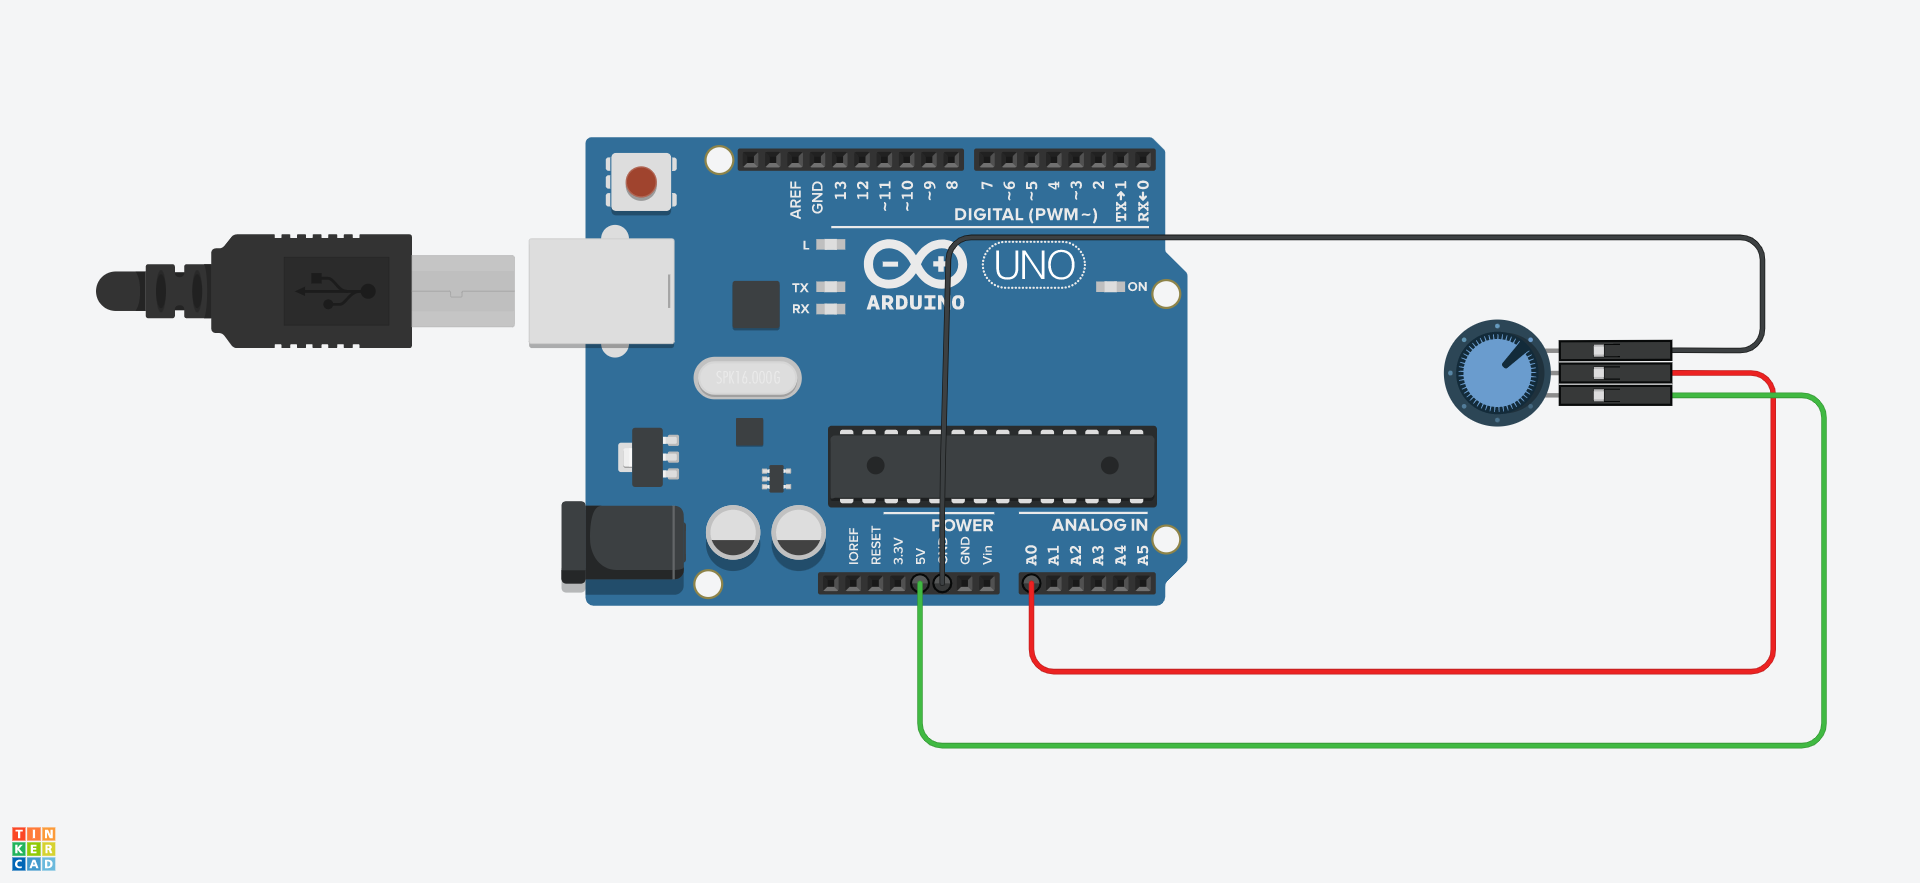 AREF
GND
13
12
~11
~10
~9
8
7
~6
~5
4
~3
2
TX→1
RX←0
DIGITAL (PWM~)
L
TX
RX
UNO
ARDUINO
ON
SPK16.000G
POWER
ANALOG IN
IOREF
RESET
3.3V
5V
GND
GND
Vin
A0
A1
A2
A3
A4
A5
TIN
KER
CAD